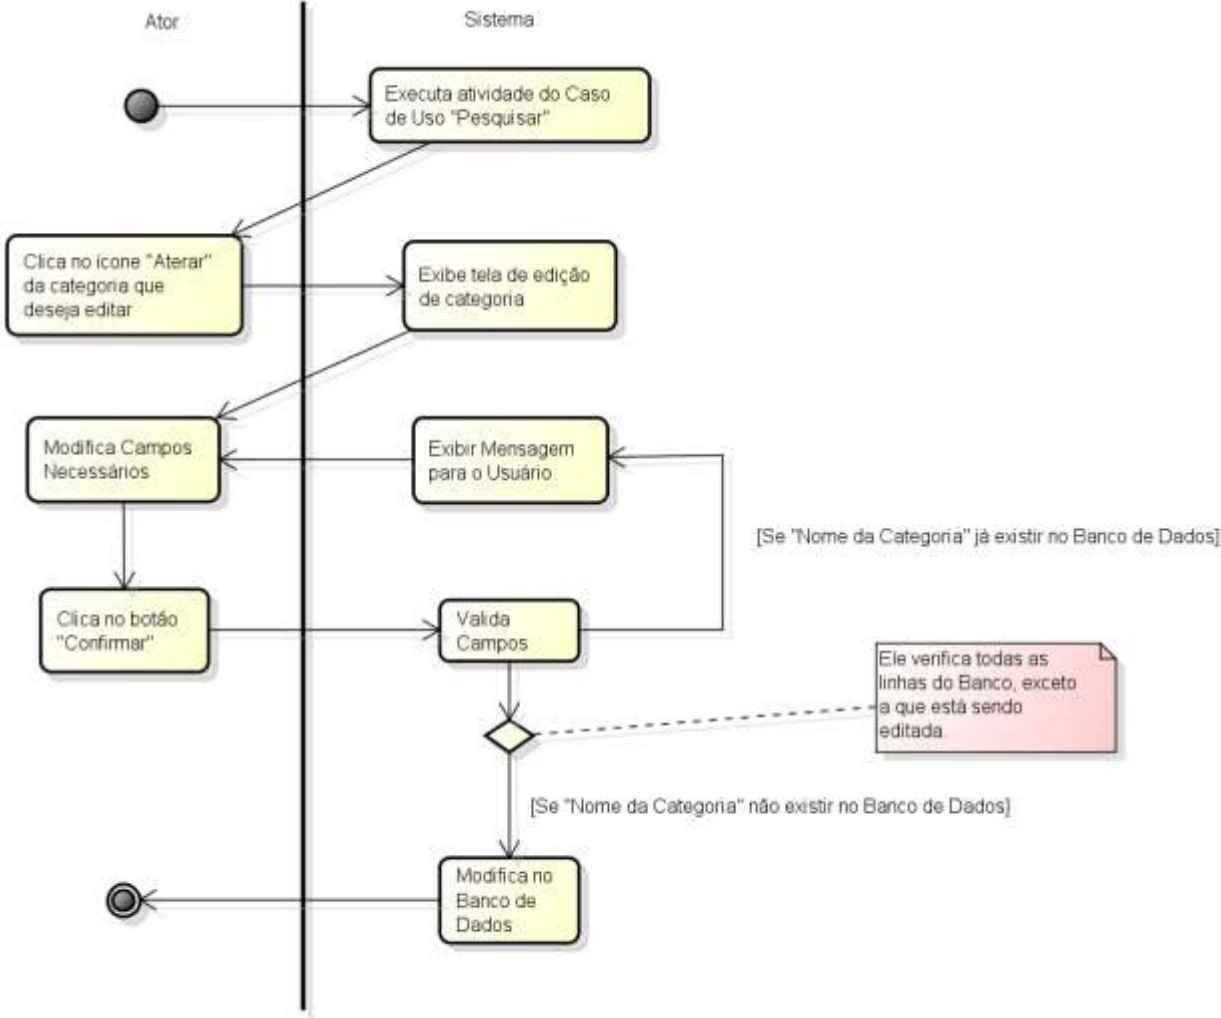 Ator
Sistema
Executa atividade do Caso
de Uso "Pesquisar"
Clica no ícone "Aterar"
da categoria que
deseja editar
Exibe tela de edição
de categoria
Modifica Campos
Necessários
Exibir Mensagem
para o Usuário
[Se "Nome da Categoria" já existir no Banco de Dados]
Clica no botão
"Confirmar"
Valida
Campos
Ele verifica todas as
linhas do Banco, exceto
a que está sendo
editada.
[Se "Nome da Categoria" não existir no Banco de Dados]
Modifica no
Banco de
Dados